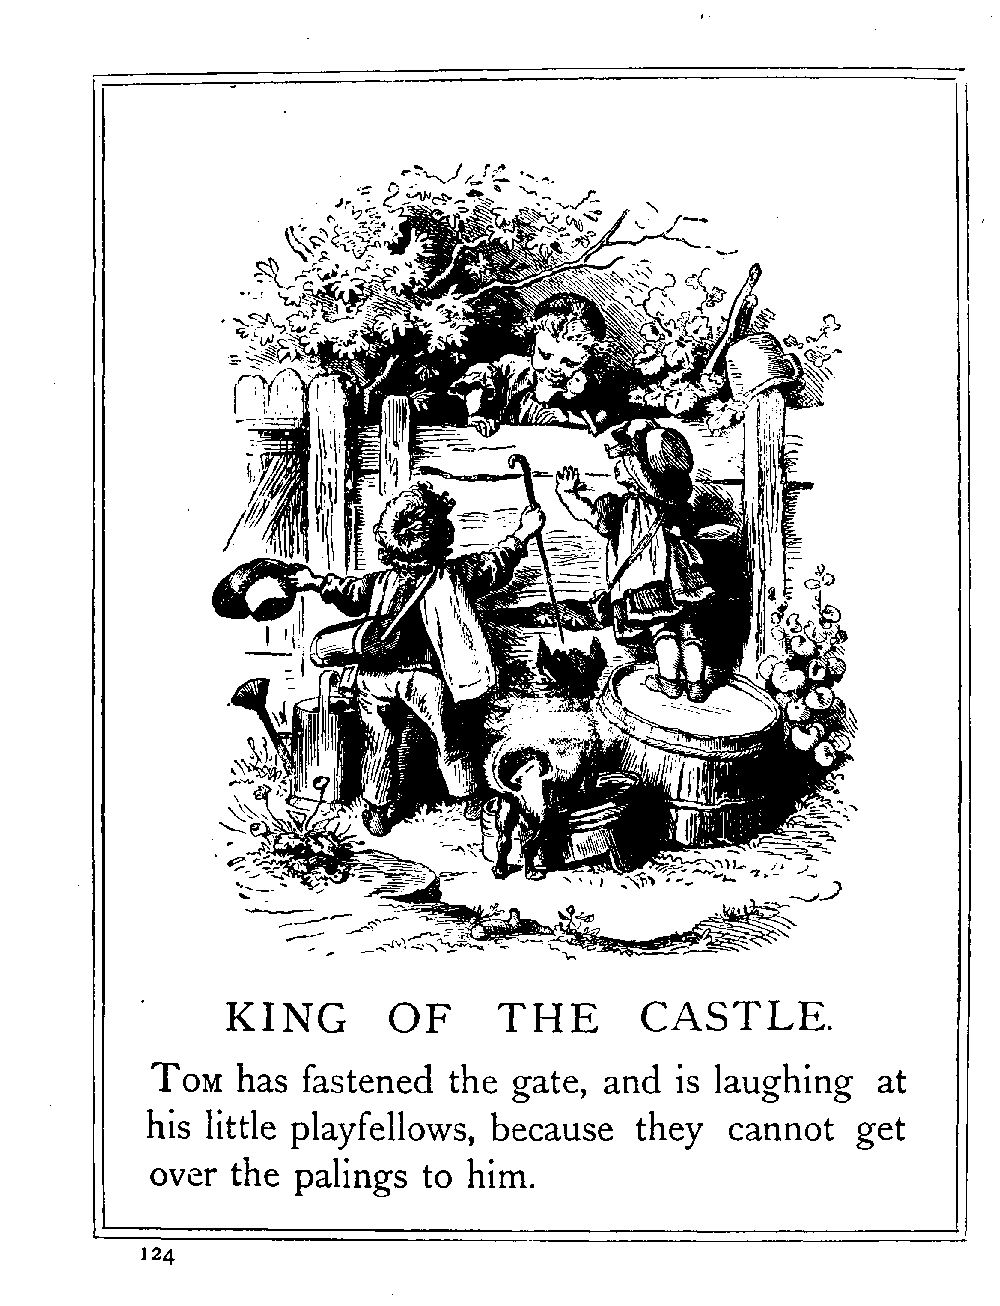 KING OF THE CASTLE.
TOM has fastened the gate, and is laughing at
his little playfellows, because they cannot get
over the palings to him.
124